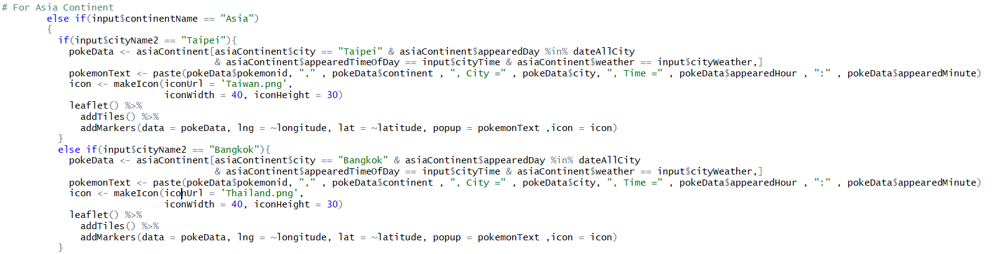 # For Asia Continent
else if(input$continentName == "Asia")
{
if(input$cityName2 == "Taipei"){
pokeData <- asiaContinent[asiaContinent$city == "Taipei" & asiaContinent$appearedDay %in% dateAllCity
& asiaContinent$appearedTimeOfDay == input$cityTime & asiaContinent$weather == input$cityWeather,]
pokemonText <- paste(pokeData$pokemonid, "," , pokeData$continent , ", City =" , pokeData$city, ", Time =" , pokeData$appearedHour , ":" , pokeData$appearedMinute)
icon <- makeIcon(iconUrl = 'Taiwan.png',
iconWidth = 40, iconHeight = 30)
leaflet() %>%
addTiles() %>%
addMarkers(data = pokeData, lng = ~longitude, lat = ~latitude, popup = pokemonText ,icon = icon)
}
else if(input$cityName2 == "Bangkok"){
pokeData <- asiaContinent[asiaContinent$city == "Bangkok" & asiaContinent$appearedDay %in% dateAllCity
& asiaContinent$appearedTimeOfDay == input$cityTime & asiaContinent$weather == input$cityWeather,]
pokemonText <- paste(pokeData$pokemonid, "," , pokeData$continent , ", City =" , pokeData$city, ", Time =" , pokeData$appearedHour , ":" , pokeData$appearedMinute)
icon <- makeIcon(iconUrl = 'Thailand.png',
iconWidth = 40, iconHeight = 30)
leaflet() %>%
addTiles() %>%
addMarkers(data = pokeData, lng = ~longitude, lat = ~latitude, popup = pokemonText ,icon = icon)
}